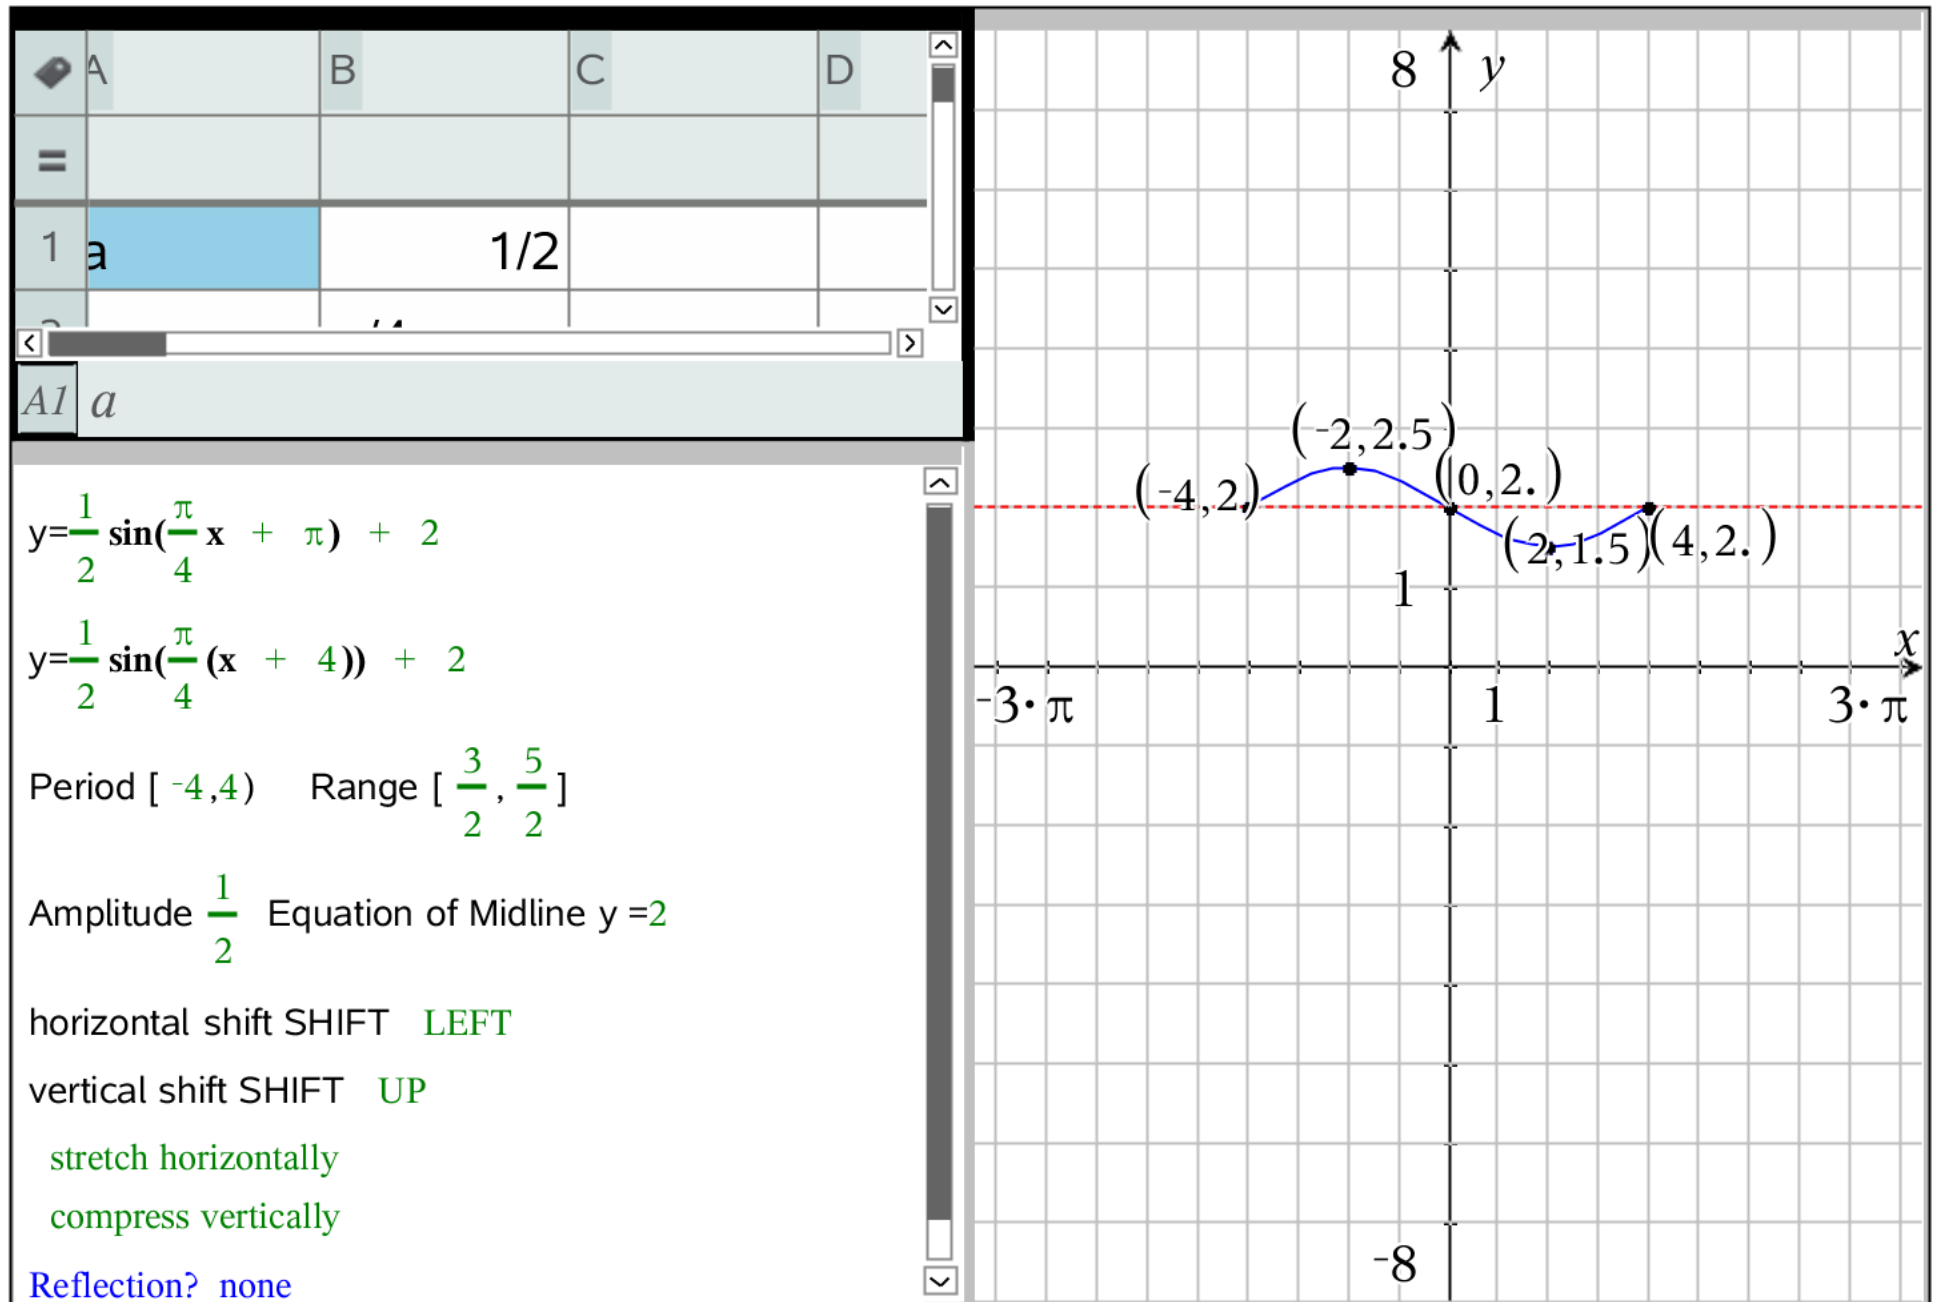 A B C D
=
1 a 1/2
A1 a
y=1/2 sin(π/4 x + π) + 2
y=1/2 sin(π/4 (x + 4)) + 2
Period [ -4,4) Range [ 3/2 , 5/2 ]
Amplitude 1/2 Equation of Midline y =2
horizontal shift SHIFT LEFT
vertical shift SHIFT UP
stretch horizontally
compress vertically
Reflection? none
8 y
(-2,2.5)
(-4,2) (0,2.)
(2,1.5) (4,2.)
1
x
-3·π 1 3·π
-8